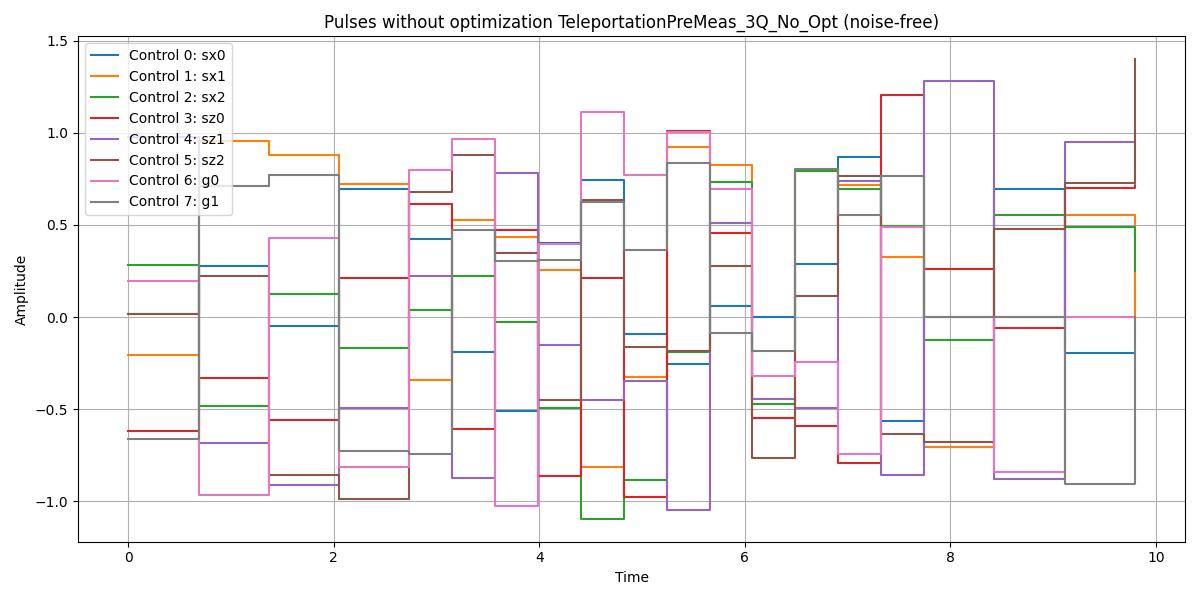 Pulses without optimization TeleportationPreMeas_3Q_No_Opt (noise-free)
1.5
1.0
0.5
0.0
−0.5
−1.0
Amplitude
Control 0: sx0
Control 1: sx1
Control 2: sx2
Control 3: sz0
Control 4: sz1
Control 5: sz2
Control 6: g0
Control 7: g1
0
2
4
6
8
10
Time